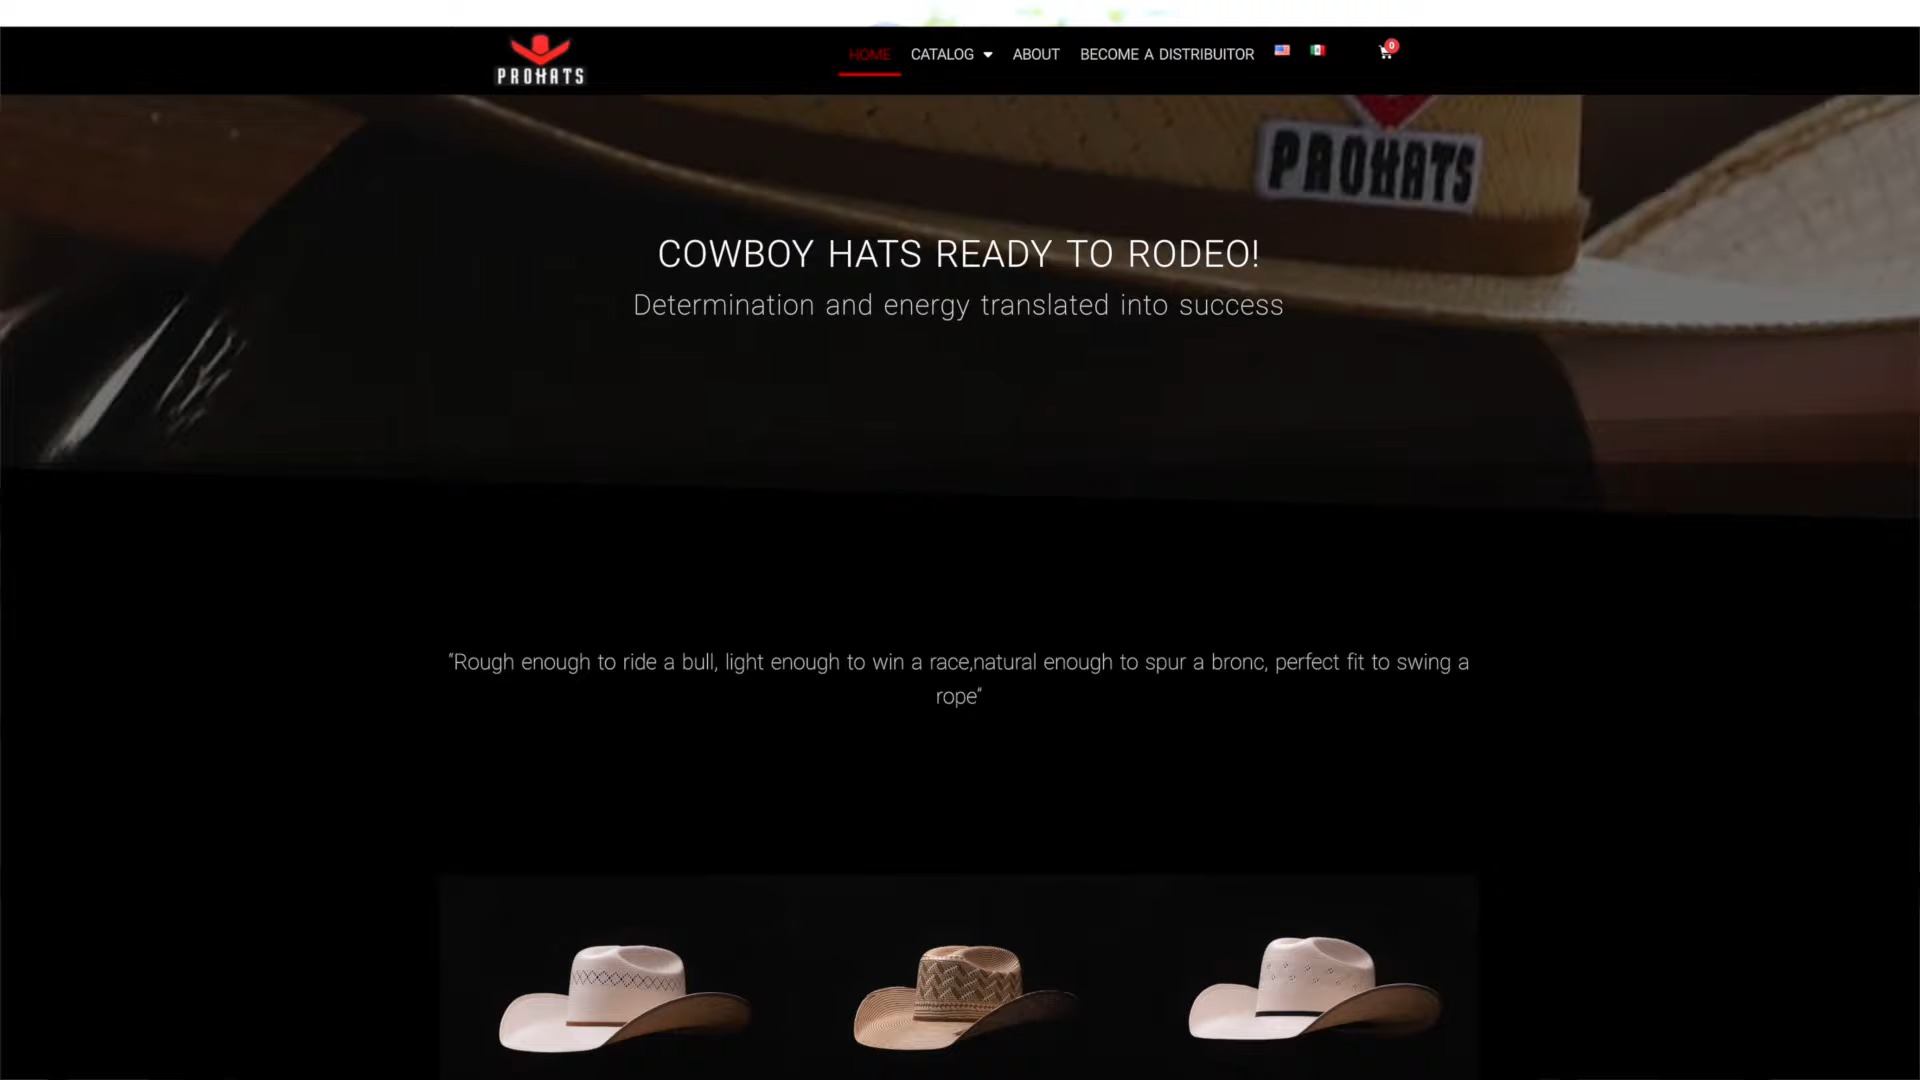 PROHATS
HOME CATALOG ABOUT BECOME A DISTRIBUITOR 0
PROHATS
COWBOY HATS READY TO RODEO!
Determination and energy translated into success
“Rough enough to ride a bull, light enough to win a race,natural enough to spur a bronc, perfect fit to swing a
rope”